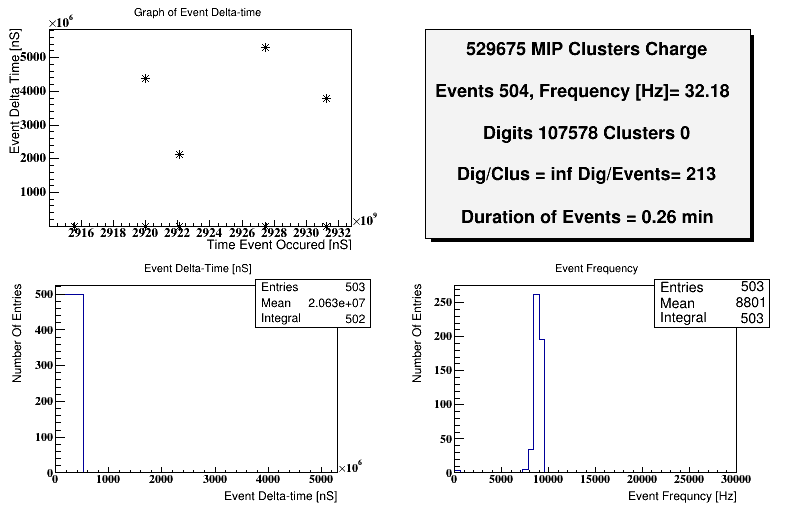 Graph of Event Delta-time
×10^6
Event Delta Time [nS]
5000
4000
3000
2000
1000
2916 2918 2920 2922 2924 2926 2928 2930 2932
×10^9
Time Event Occured [nS]
529675 MIP Clusters Charge
Events 504, Frequency [Hz]= 32.18
Digits 107578 Clusters 0
Dig/Clus = inf Dig/Events= 213
Duration of Events = 0.26 min
Event Delta-Time [nS]
Entries 503
Mean 2.063e+07
Integral 502
Number Of Entries
500
400
300
200
100
0
0 1000 2000 3000 4000 5000
×10^6
Event Delta-time [nS]
Event Frequency
Entries 503
Mean 8801
Integral 503
Number Of Entries
250
200
150
100
50
0
0 5000 10000 15000 20000 25000 30000
Event Frequncy [Hz]